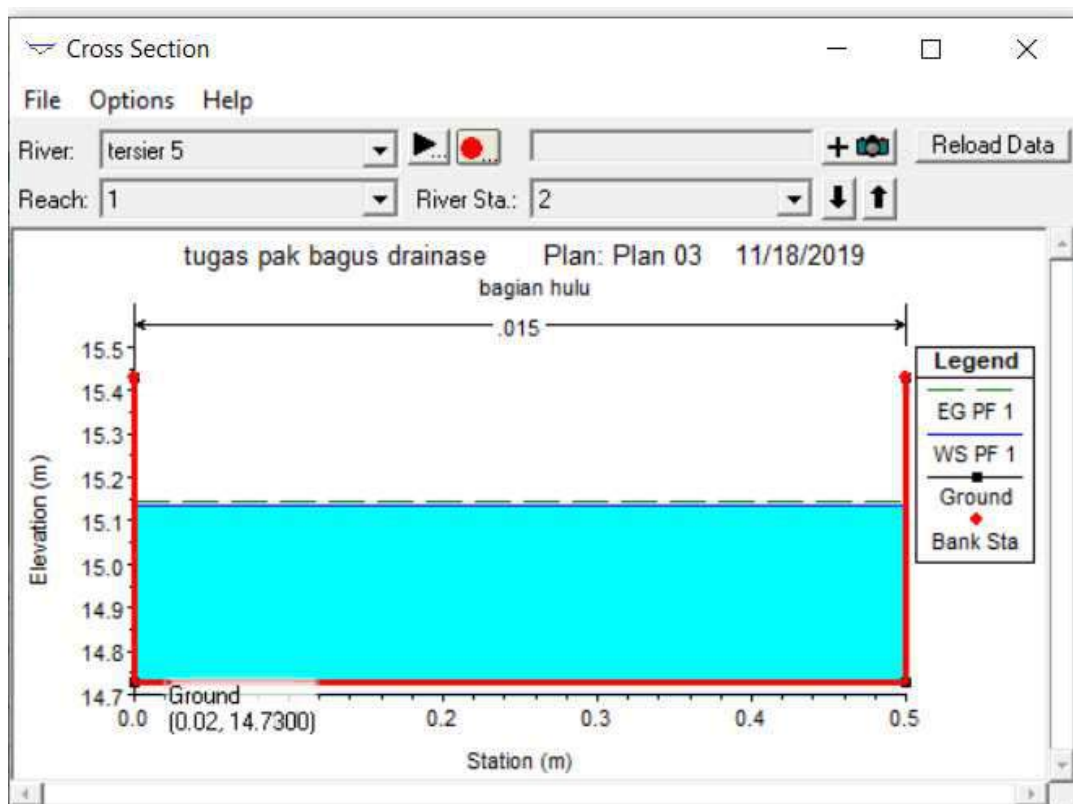 Cross Section
File Options Help
River: tersier 5 Reload Data
Reach: 1 River Sta.: 2
tugas pak bagus drainase Plan: Plan 03 11/18/2019
bagian hulu
.015
15.5
15.4
15.3
15.2
15.1
15.0
14.9
14.8
14.7
Elevation (m)
Ground
(0.02, 14.7300)
0.0 0.2 0.3 0.4 0.5
Station (m)
Legend
EG PF 1
WS PF 1
Ground
Bank Sta